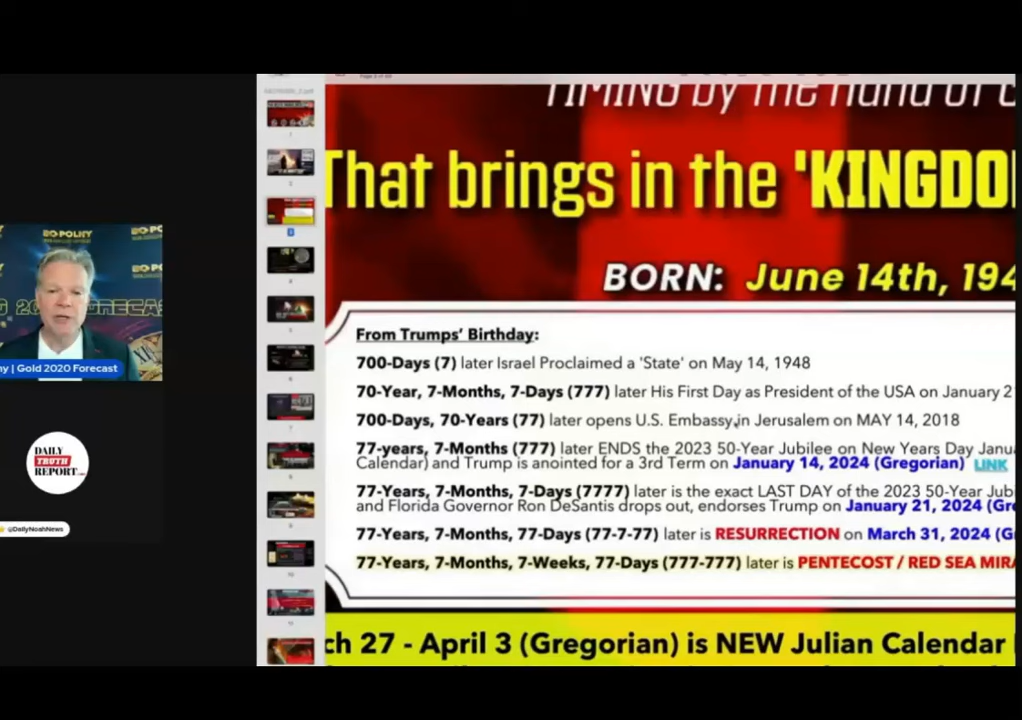 TIMING by the Hand of
That brings in the 'KINGDO
BORN: June 14th, 194
From Trumps' Birthday:
700-Days (7) later Israel Proclaimed a 'State' on May 14, 1948
70-Year, 7-Months, 7-Days (777) later His First Day as President of the USA on January 2
700-Days, 70-Years (77) later opens U.S. Embassy in Jerusalem on MAY 14, 2018
77-years, 7-Months (777) later ENDS the 2023 50-Year Jubilee on New Years Day Janu
Calendar) and Trump is anointed for a 3rd Term on January 14, 2024 (Gregorian) LINK
77-Years, 7-Months, 7-Days (7777) later is the exact LAST DAY of the 2023 50-Year Jub
and Florida Governor Ron DeSantis drops out, endorses Trump on January 21, 2024 (Gre
77-Years, 7-Months, 77-Days (77-7-77) later is RESURRECTION on March 31, 2024 (G
77-Years, 7-Months, 7-Weeks, 77-Days (777-777) later is PENTECOST / RED SEA MIRA
ch 27 - April 3 (Gregorian) is NEW Julian Calendar
ny | Gold 2020 Forecast
DAILY
TRUTH
REPORT
@DailyNoahNews